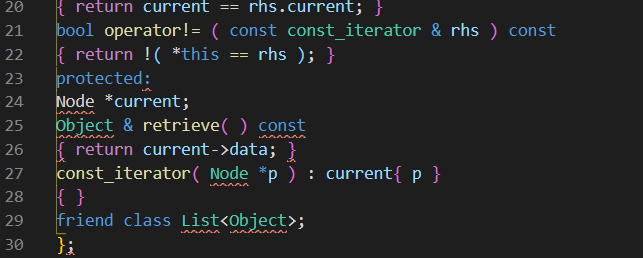 20 { return current == rhs.current; }
21 bool operator!= ( const const_iterator & rhs ) const
22 { return !( *this == rhs ); }
23 protected:
24 Node *current;
25 Object & retrieve( ) const
26 { return current->data; }
27 const_iterator( Node *p ) : current{ p }
28 { }
29 friend class List<Object>;
30 };